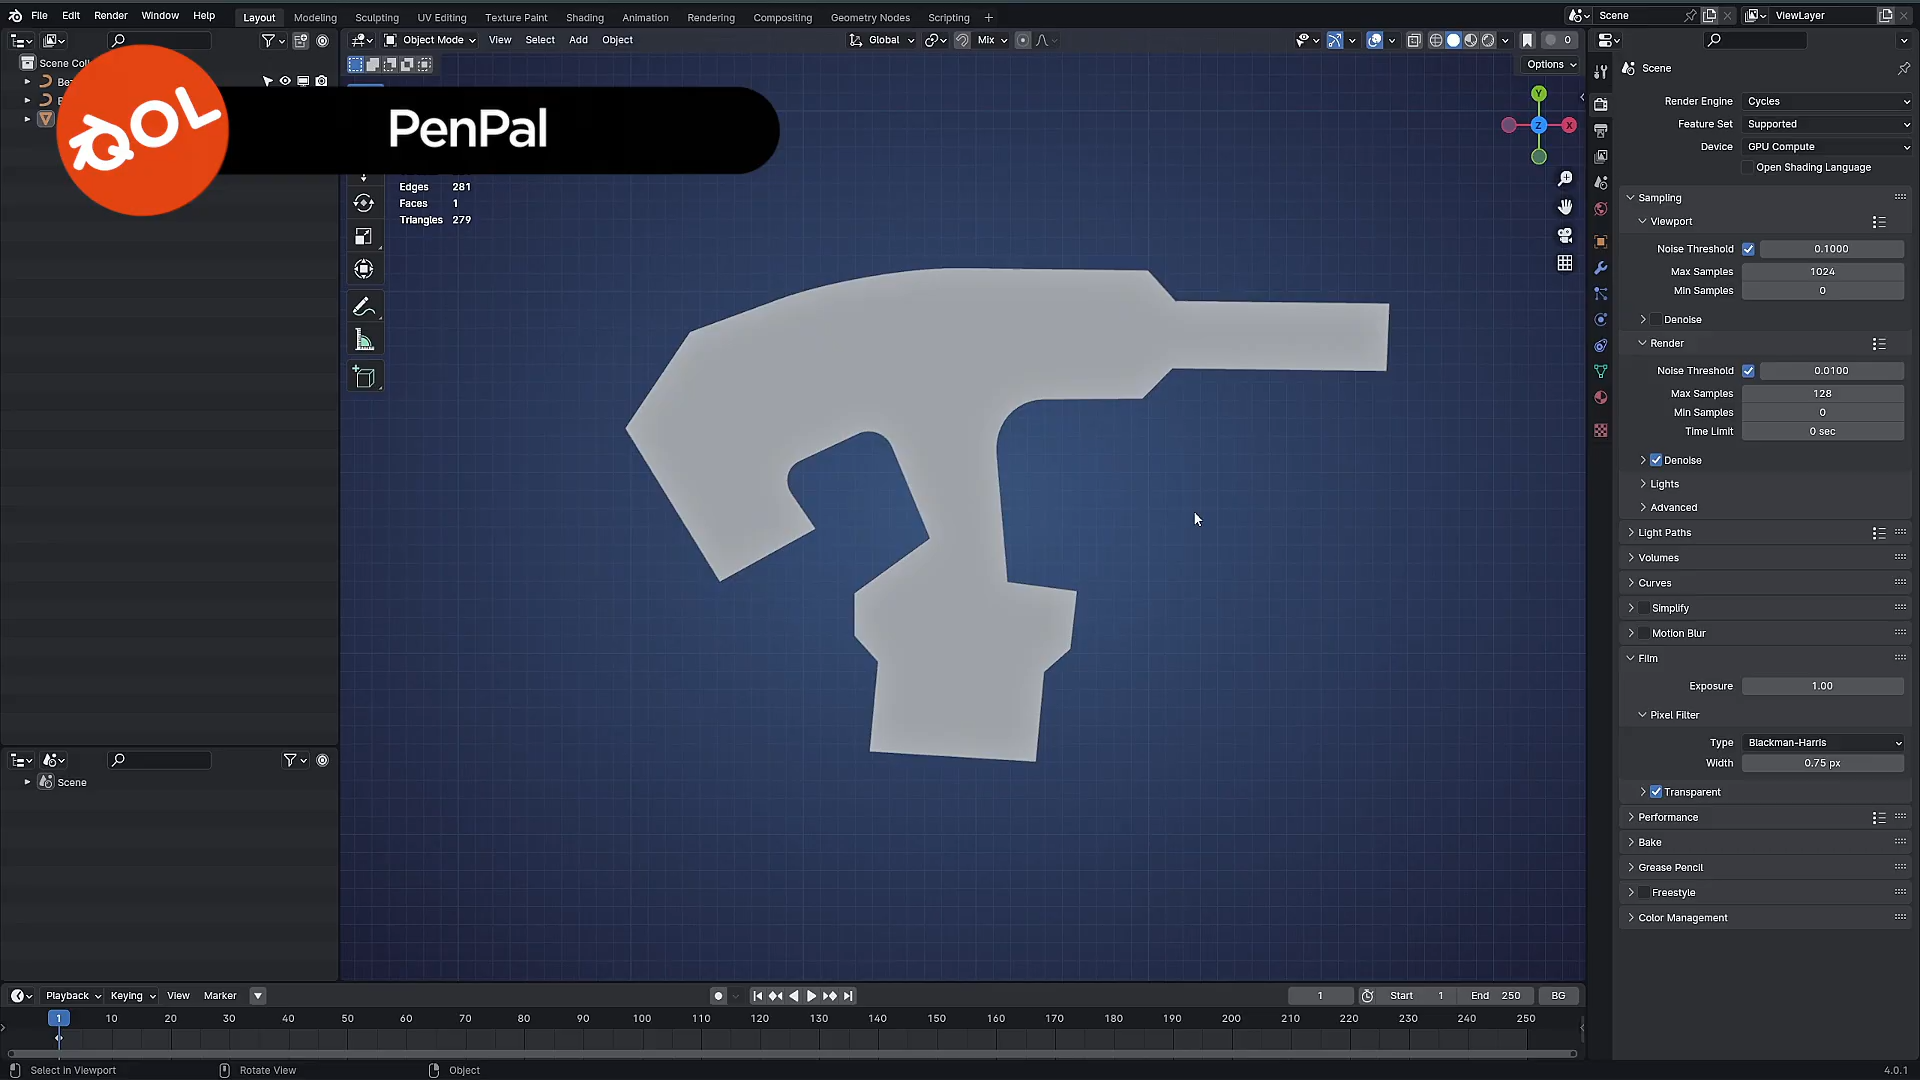 File Edit Render Window Help Layout Modeling Sculpting UV Editing Texture Paint Shading Animation Rendering Compositing Geometry Nodes Scripting + Scene ViewLayer
Object Mode View Select Add Object Global Mix 0
Options
Scene Coll
QOL
PenPal
Edges 281
Faces 1
Triangles 279
Y
Z
X
Scene
Render Engine Cycles
Feature Set Supported
Device GPU Compute
Open Shading Language
Sampling
Viewport
Noise Threshold 0.1000
Max Samples 1024
Min Samples 0
Denoise
Render
Noise Threshold 0.0100
Max Samples 128
Min Samples 0
Time Limit 0 sec
Denoise
Lights
Advanced
Light Paths
Volumes
Curves
Simplify
Motion Blur
Film
Exposure 1.00
Pixel Filter
Type Blackman-Harris
Width 0.75 px
Transparent
Performance
Bake
Grease Pencil
Freestyle
Color Management
Scene
Playback Keying View Marker 1 Start 1 End 250 BG
1 10 20 30 40 50 60 70 80 90 100 110 120 130 140 150 160 170 180 190 200 210 220 230 240 250
Select in Viewport Rotate View Object 4.0.1